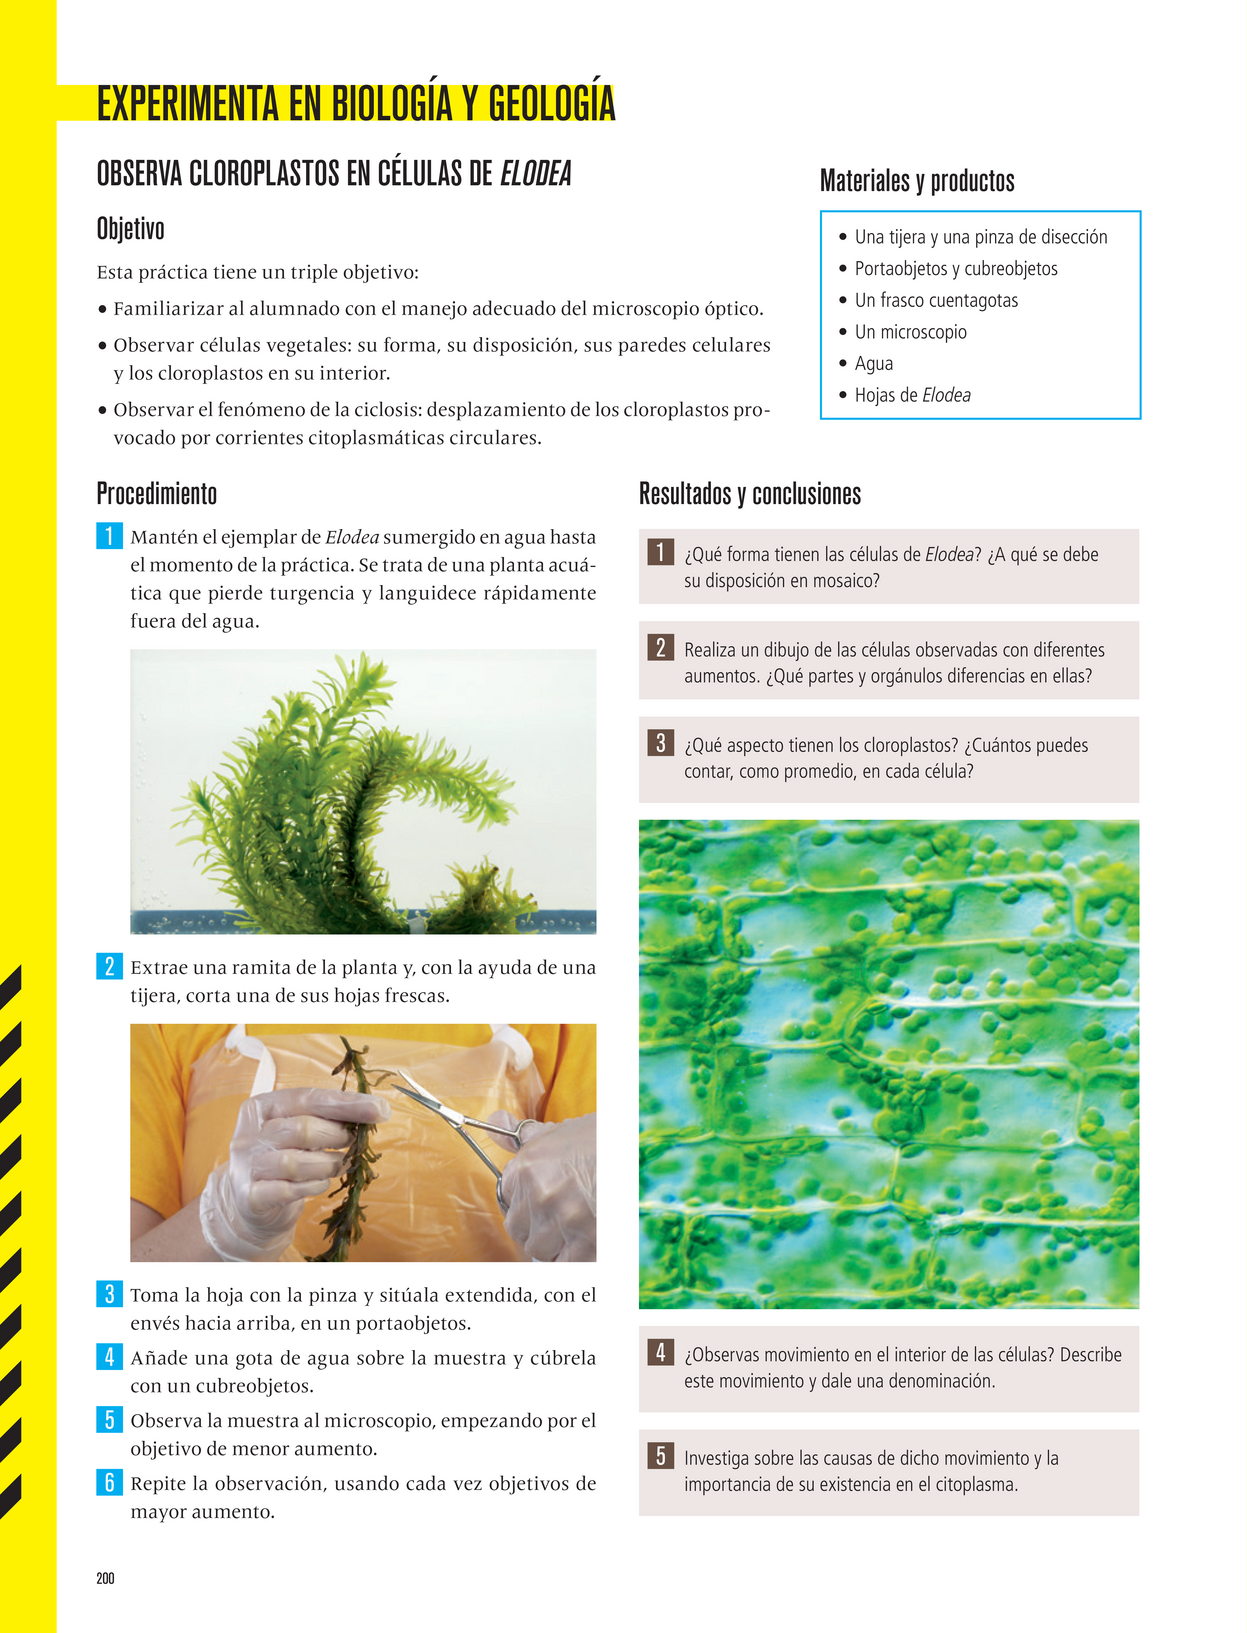 EXPERIMENTA EN BIOLOGÍA Y GEOLOGÍA
OBSERVA CLOROPLASTOS EN CÉLULAS DE ELODEA
Objetivo
Esta práctica tiene un triple objetivo:
• Familiarizar al alumnado con el manejo adecuado del microscopio óptico.
• Observar células vegetales: su forma, su disposición, sus paredes celulares
y los cloroplastos en su interior.
• Observar el fenómeno de la ciclosis: desplazamiento de los cloroplastos pro-
vocado por corrientes citoplasmáticas circulares.
Materiales y productos
• Una tijera y una pinza de disección
• Portaobjetos y cubreobjetos
• Un frasco cuentagotas
• Un microscopio
• Agua
• Hojas de Elodea
Procedimiento
1 Mantén el ejemplar de Elodea sumergido en agua hasta
el momento de la práctica. Se trata de una planta acuá-
tica que pierde turgencia y languidece rápidamente
fuera del agua.
2 Extrae una ramita de la planta y, con la ayuda de una
tijera, corta una de sus hojas frescas.
3 Toma la hoja con la pinza y sitúala extendida, con el
envés hacia arriba, en un portaobjetos.
4 Añade una gota de agua sobre la muestra y cúbrela
con un cubreobjetos.
5 Observa la muestra al microscopio, empezando por el
objetivo de menor aumento.
6 Repite la observación, usando cada vez objetivos de
mayor aumento.
Resultados y conclusiones
1 ¿Qué forma tienen las células de Elodea? ¿A qué se debe
su disposición en mosaico?
2 Realiza un dibujo de las células observadas con diferentes
aumentos. ¿Qué partes y orgánulos diferencias en ellas?
3 ¿Qué aspecto tienen los cloroplastos? ¿Cuántos puedes
contar, como promedio, en cada célula?
4 ¿Observas movimiento en el interior de las células? Describe
este movimiento y dale una denominación.
5 Investiga sobre las causas de dicho movimiento y la
importancia de su existencia en el citoplasma.
200